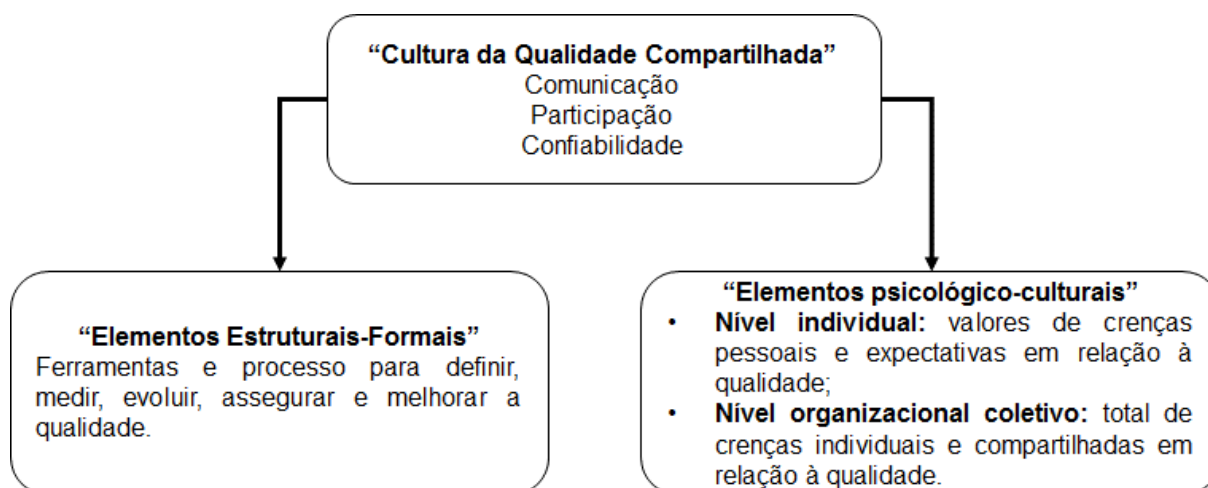 “Cultura da Qualidade Compartilhada”
Comunicação
Participação
Confiabilidade
“Elementos Estruturais-Formais”
Ferramentas e processo para definir,
medir, evoluir, assegurar e melhorar a
qualidade.
“Elementos psicológico-culturais”
• Nível individual: valores de crenças
pessoais e expectativas em relação à
qualidade;
• Nível organizacional coletivo: total de
crenças individuais e compartilhadas em
relação à qualidade.